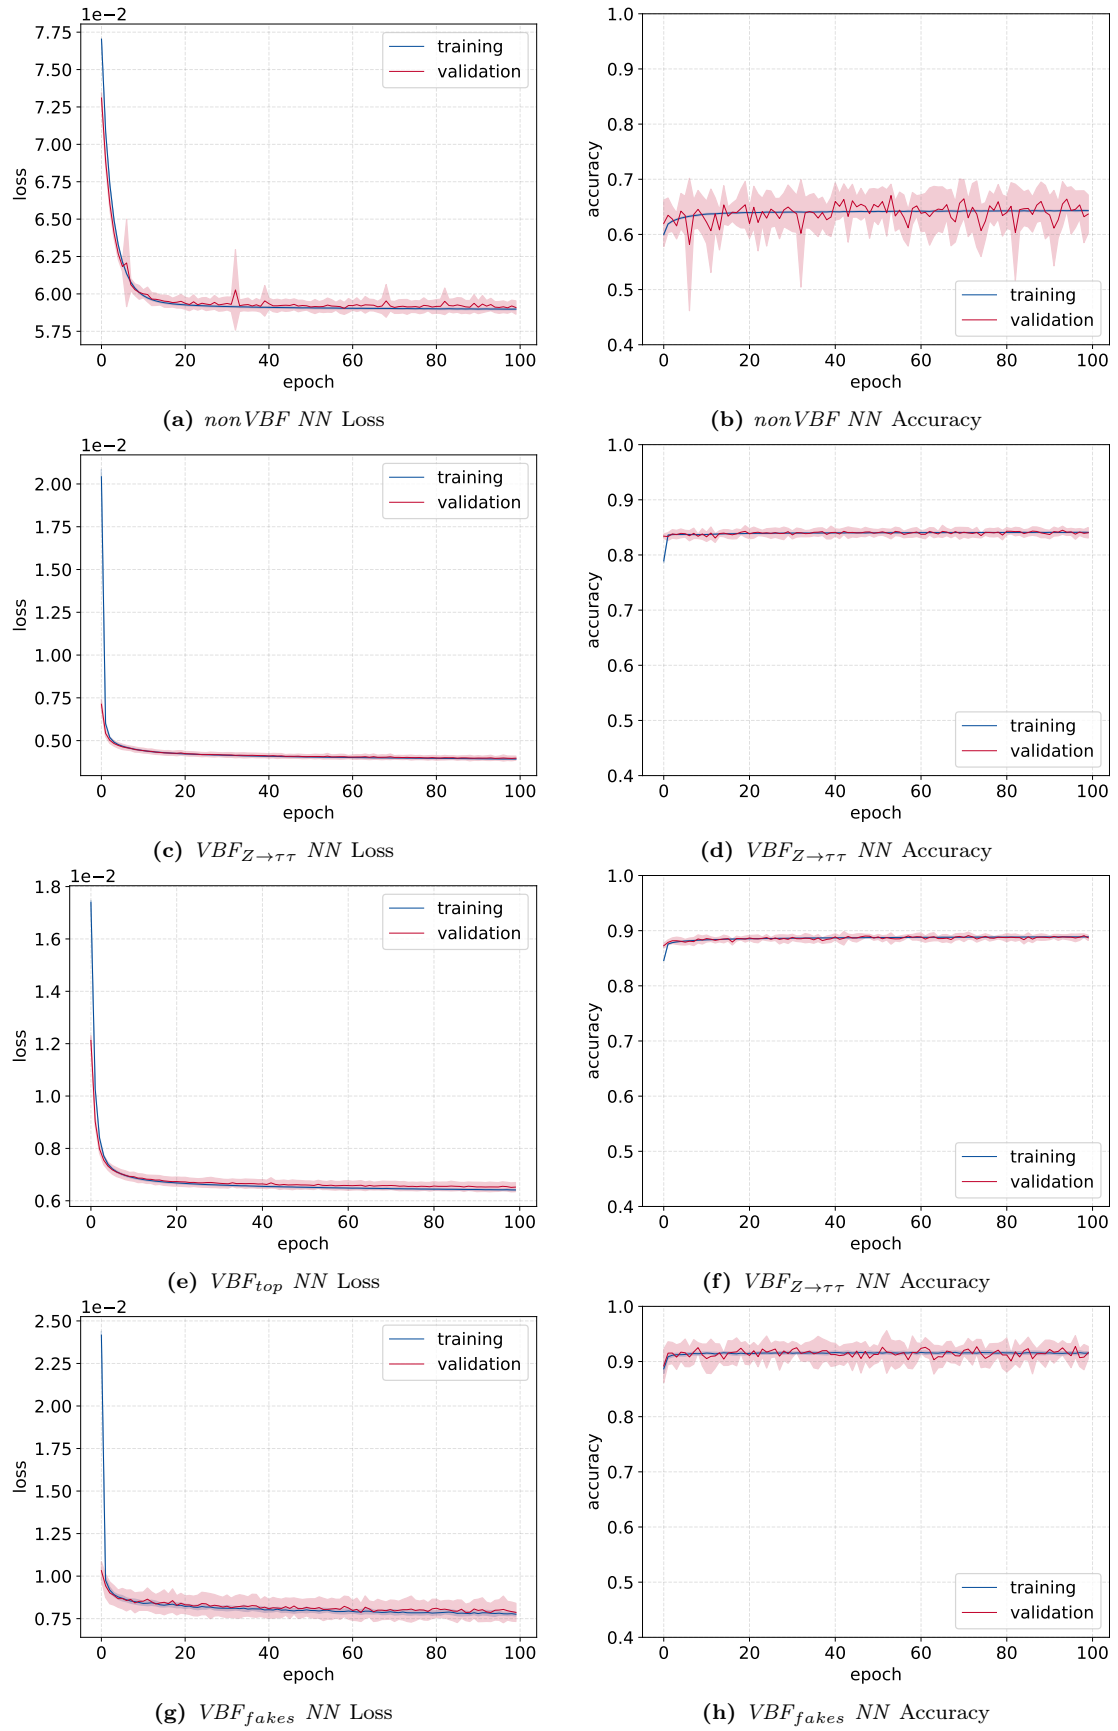 1e−2
7.75
7.50
7.25
7.00
6.75
6.50
6.25
6.00
5.75
loss
training
validation
0 20 40 60 80 100
epoch
(a) nonVBF NN Loss
1.0
0.9
0.8
0.7
0.6
0.5
0.4
accuracy
training
validation
0 20 40 60 80 100
epoch
(b) nonVBF NN Accuracy
1e−2
2.00
1.75
1.50
1.25
1.00
0.75
0.50
loss
training
validation
0 20 40 60 80 100
epoch
(c) VBF_{Z→ττ} NN Loss
1.0
0.9
0.8
0.7
0.6
0.5
0.4
accuracy
training
validation
0 20 40 60 80 100
epoch
(d) VBF_{Z→ττ} NN Accuracy
1e−2
1.8
1.6
1.4
1.2
1.0
0.8
0.6
loss
training
validation
0 20 40 60 80 100
epoch
(e) VBF_{top} NN Loss
1.0
0.9
0.8
0.7
0.6
0.5
0.4
accuracy
training
validation
0 20 40 60 80 100
epoch
(f) VBF_{Z→ττ} NN Accuracy
1e−2
2.50
2.25
2.00
1.75
1.50
1.25
1.00
0.75
loss
training
validation
0 20 40 60 80 100
epoch
(g) VBF_{fakes} NN Loss
1.0
0.9
0.8
0.7
0.6
0.5
0.4
accuracy
training
validation
0 20 40 60 80 100
epoch
(h) VBF_{fakes} NN Accuracy